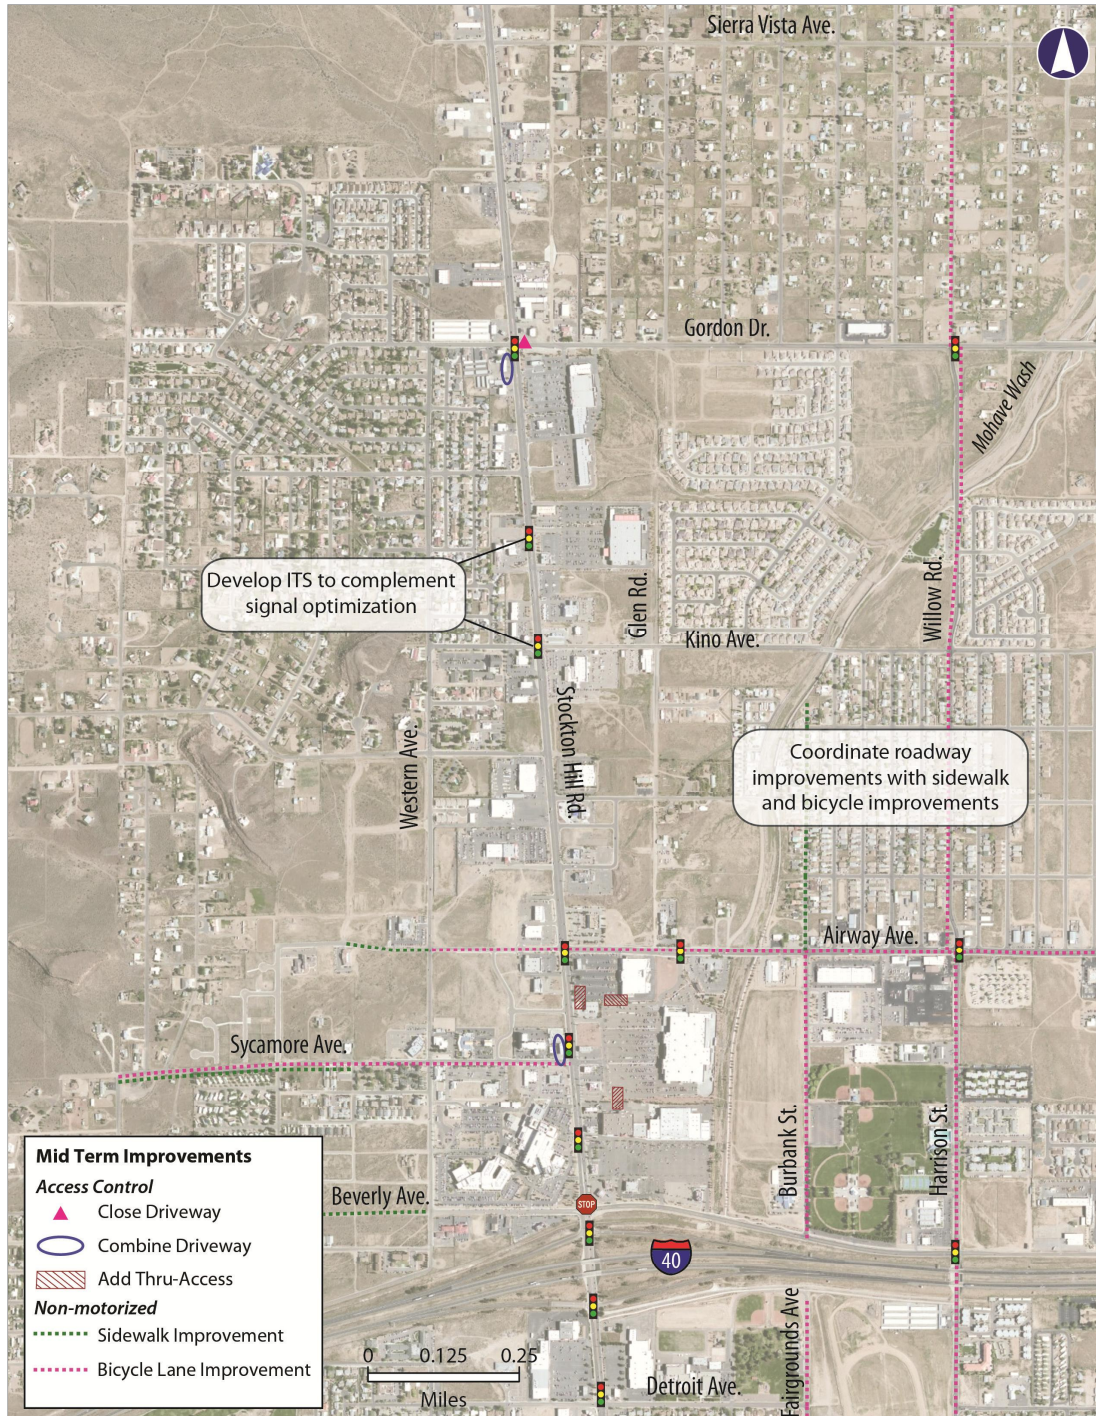 Sierra Vista Ave.
Gordon Dr.
Mohave Wash
Develop ITS to complement
signal optimization
Glen Rd.
Willow Rd.
Kino Ave.
Stockton Hill Rd.
Western Ave.
Coordinate roadway
improvements with sidewalk
and bicycle improvements
Airway Ave.
Sycamore Ave.
Burbank St.
Harrison St.
Beverly Ave.
STOP
40
Fairgrounds Ave
Detroit Ave.
Mid Term Improvements
Access Control
Close Driveway
Combine Driveway
Add Thru-Access
Non-motorized
Sidewalk Improvement
Bicycle Lane Improvement
0 0.125 0.25
Miles